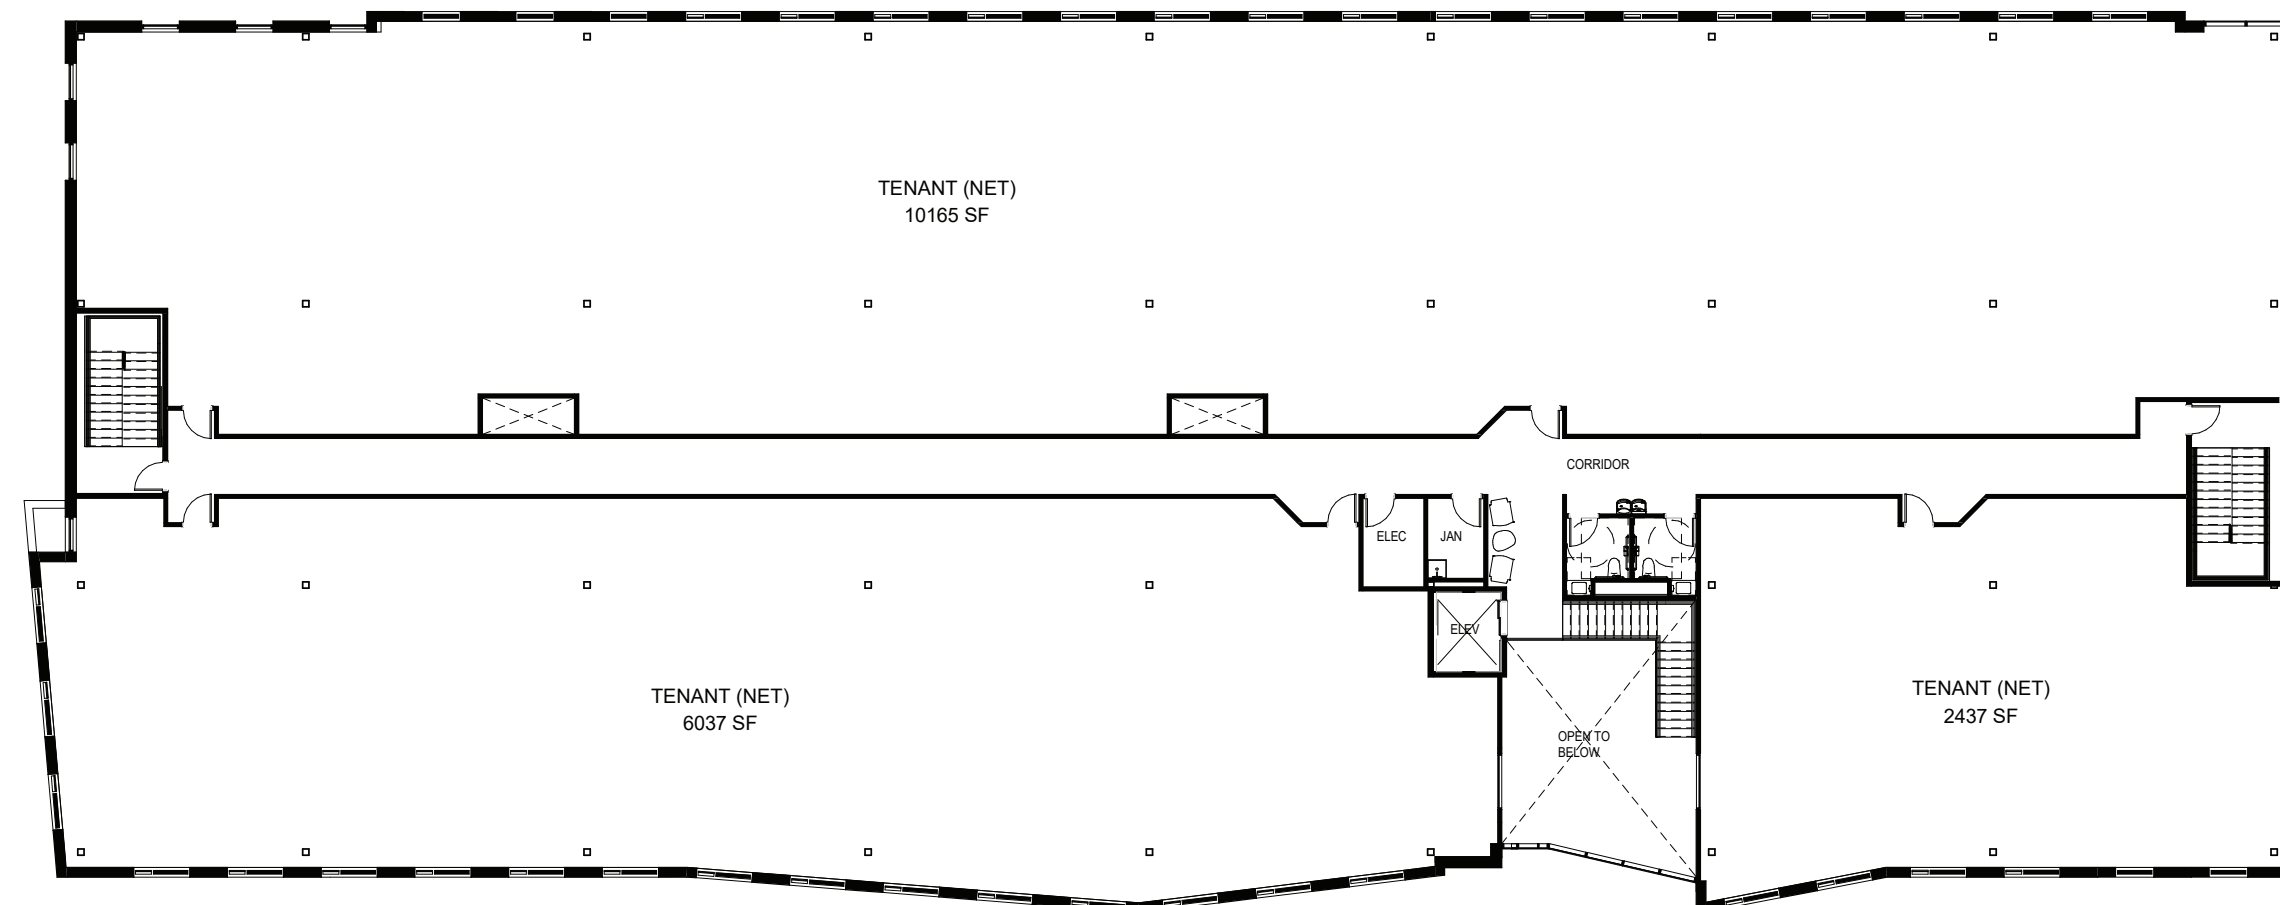 TENANT (NET)
10165 SF
CORRIDOR
ELEC
JAN
ELEV
TENANT (NET)
6037 SF
OPEN TO
BELOW
TENANT (NET)
2437 SF